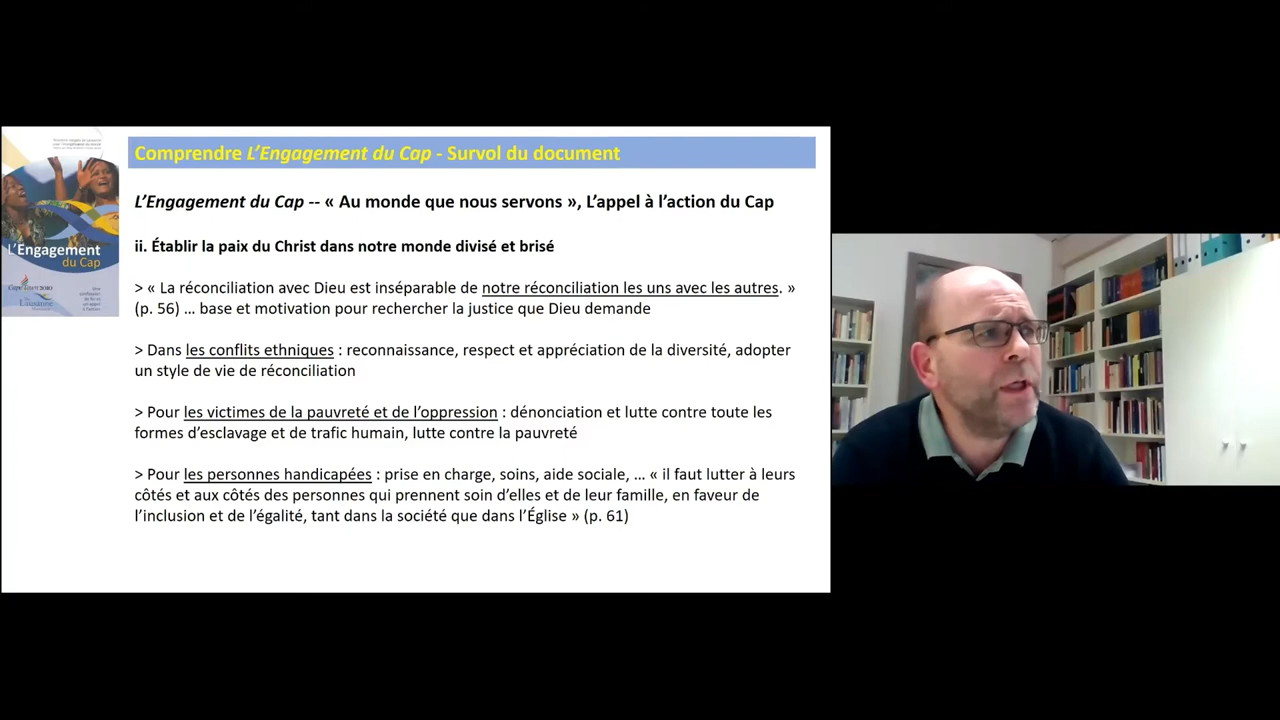 Comprendre L'Engagement du Cap - Survol du document
L'Engagement du Cap -- « Au monde que nous servons », L'appel à l'action du Cap
ii. Établir la paix du Christ dans notre monde divisé et brisé
> « La réconciliation avec Dieu est inséparable de notre réconciliation les uns avec les autres. »
(p. 56) … base et motivation pour rechercher la justice que Dieu demande
> Dans les conflits ethniques : reconnaissance, respect et appréciation de la diversité, adopter
un style de vie de réconciliation
> Pour les victimes de la pauvreté et de l'oppression : dénonciation et lutte contre toute les
formes d'esclavage et de trafic humain, lutte contre la pauvreté
> Pour les personnes handicapées : prise en charge, soins, aide sociale, … « il faut lutter à leurs
côtés et aux côtés des personnes qui prennent soin d'elles et de leur famille, en faveur de
l'inclusion et de l'égalité, tant dans la société que dans l'Église » (p. 61)
L'Engagement
du Cap
Lausanne